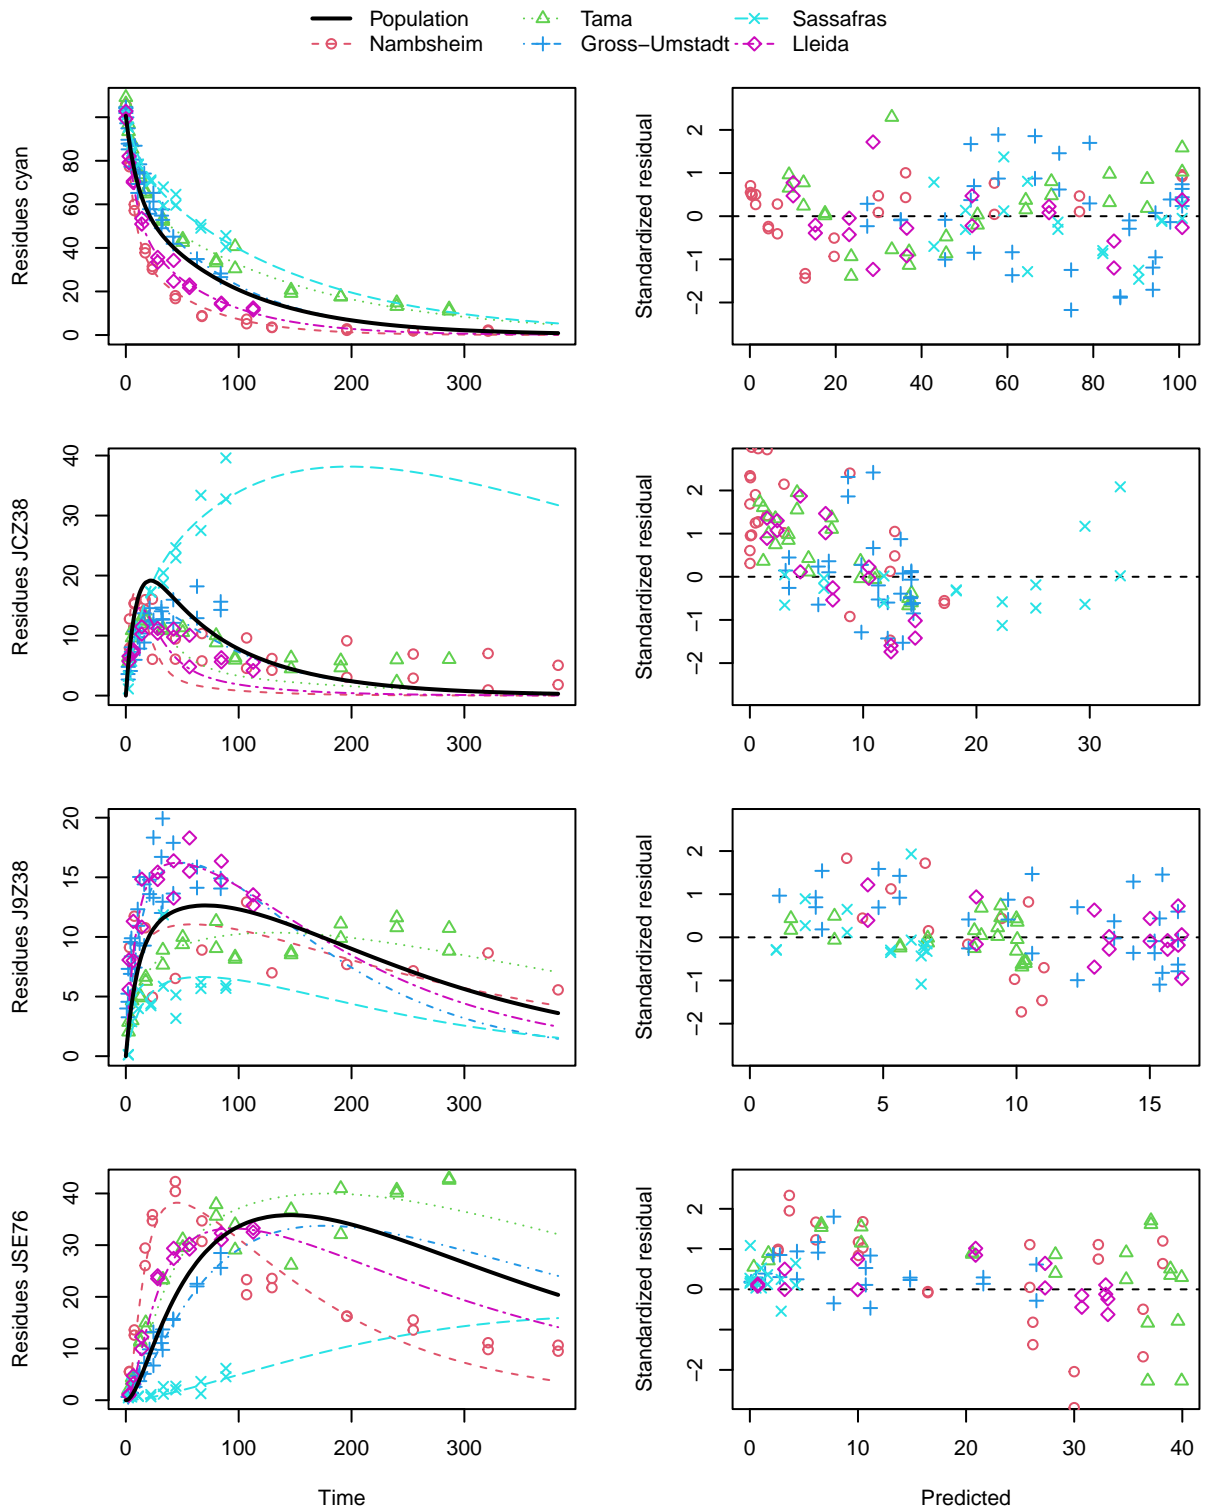 Population
Tama
Sassafras
Nambsheim
Gross−Umstadt
Lleida
Residues cyan
0 20 40 60 80
0 100 200 300
Standardized residual
−2 −1 0 1 2
0 20 40 60 80 100
Residues JCZ38
0 10 20 30 40
0 100 200 300
Standardized residual
−2 −1 0 1 2
0 10 20 30
Residues J9Z38
0 5 10 15 20
0 100 200 300
Standardized residual
−2 −1 0 1 2
0 5 10 15
Residues JSE76
0 10 20 30 40
0 100 200 300
Time
Standardized residual
−2 −1 0 1 2
0 10 20 30 40
Predicted